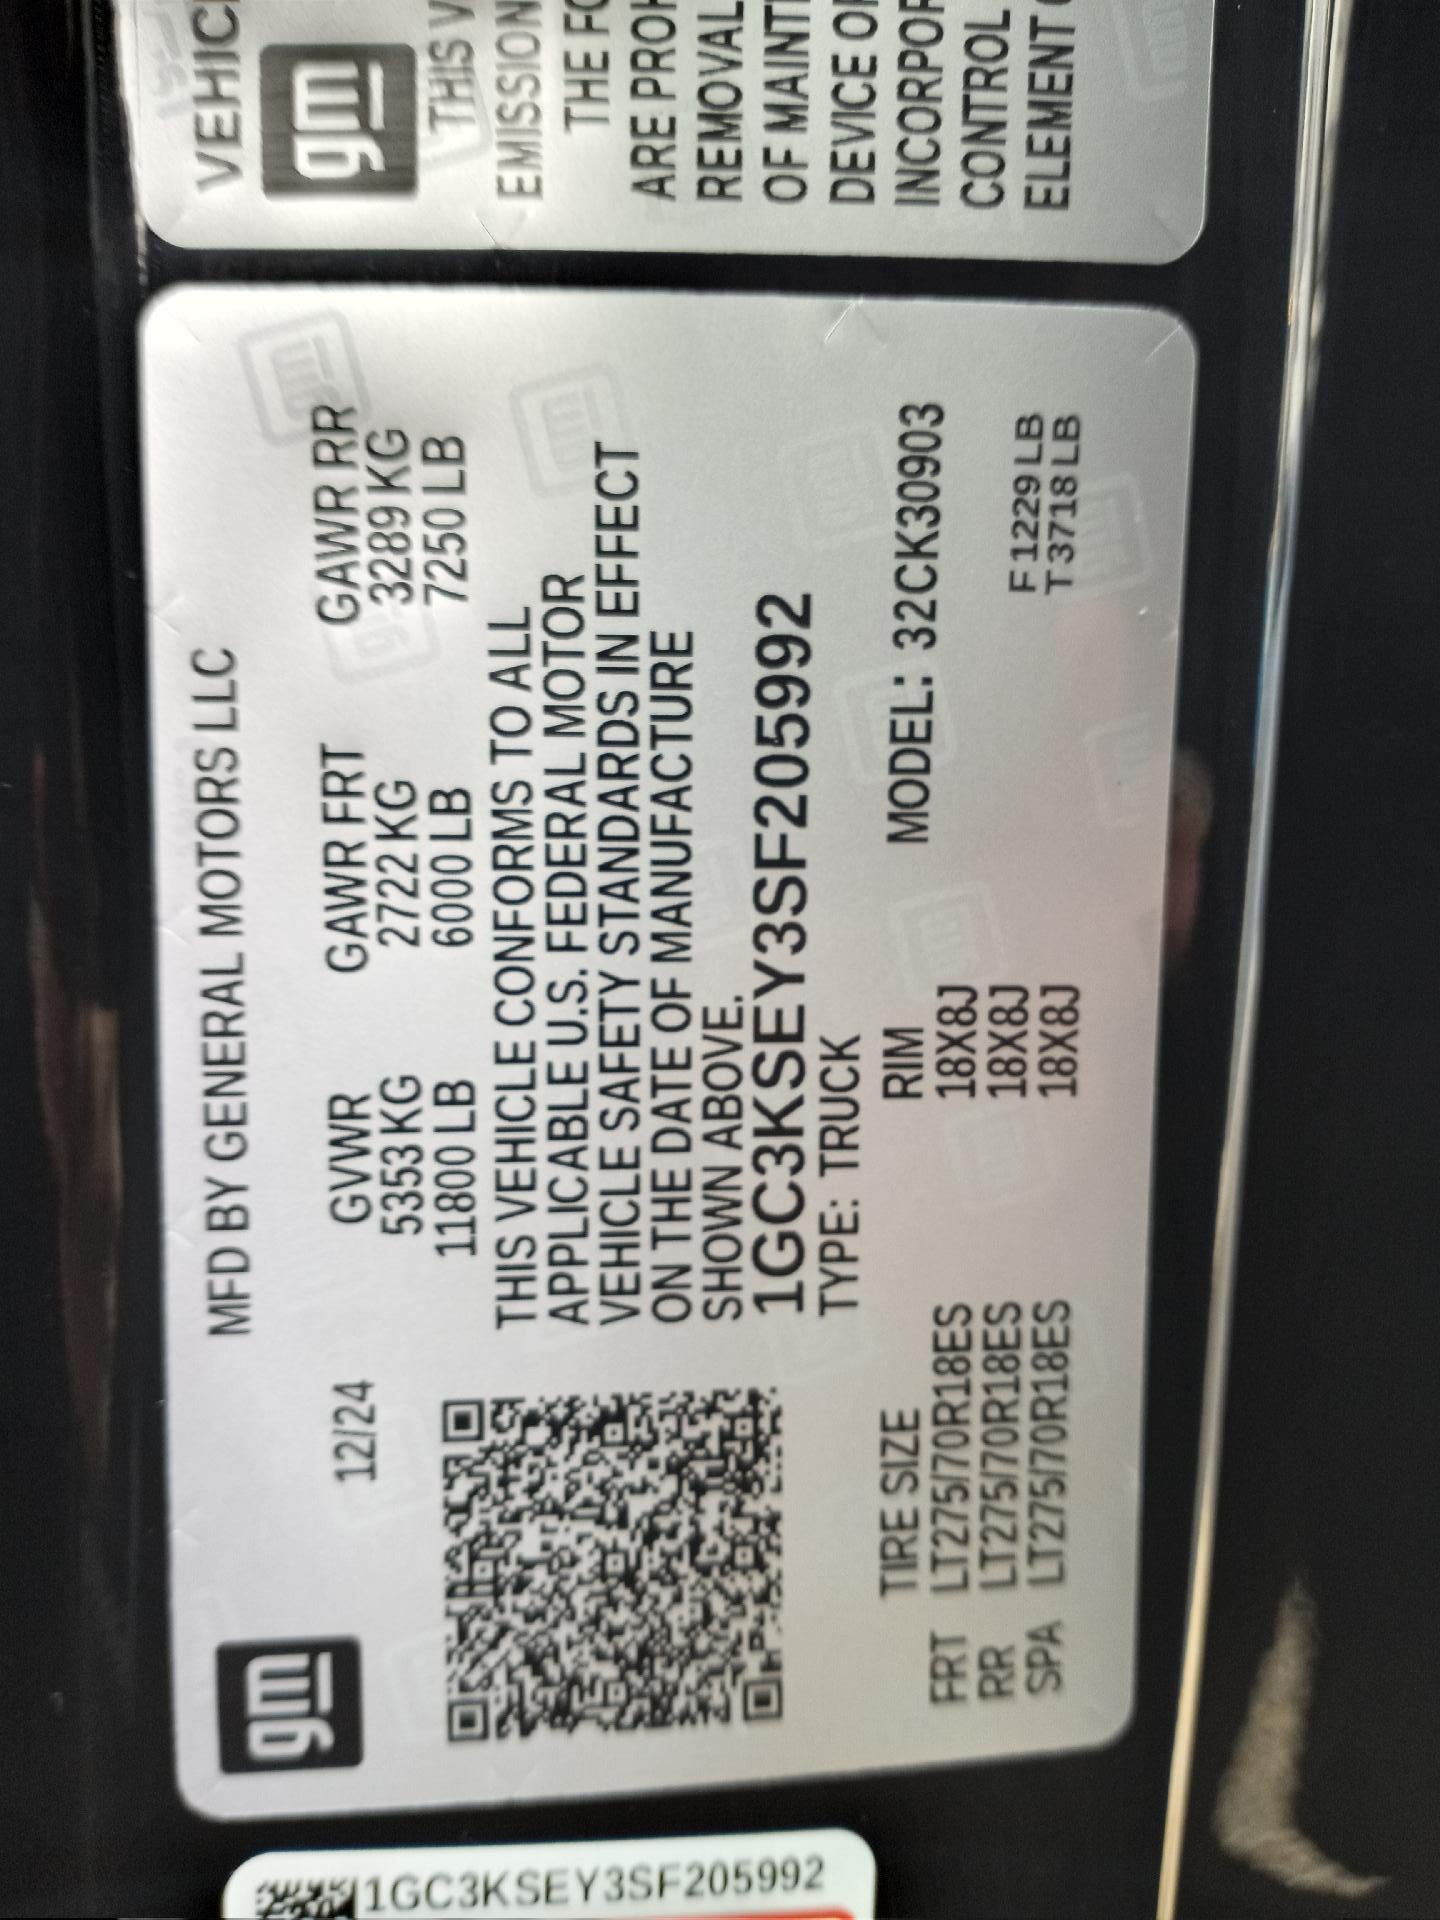 gm
MFD BY GENERAL MOTORS LLC
12/24
GVWR GAWR FRT GAWR RR
5353 KG 2722 KG 3289 KG
11800 LB 6000 LB 7250 LB
THIS VEHICLE CONFORMS TO ALL
APPLICABLE U.S. FEDERAL MOTOR
VEHICLE SAFETY STANDARDS IN EFFECT
ON THE DATE OF MANUFACTURE
SHOWN ABOVE.
1GC3KSEY3SF205992
TYPE: TRUCK
TIRE SIZE RIM MODEL: 32CK30903
FRT LT275/70R18ES 18X8J
RR LT275/70R18ES 18X8J F 1229 LB
SPA LT275/70R18ES 18X8J T 3718 LB
1GC3KSEY3SF205992
VEHIC
gm
THIS V
EMISSION
THE FO
ARE PROH
REMOVAL
OF MAINT
DEVICE O
INCORPOR
CONTROL
ELEMENT